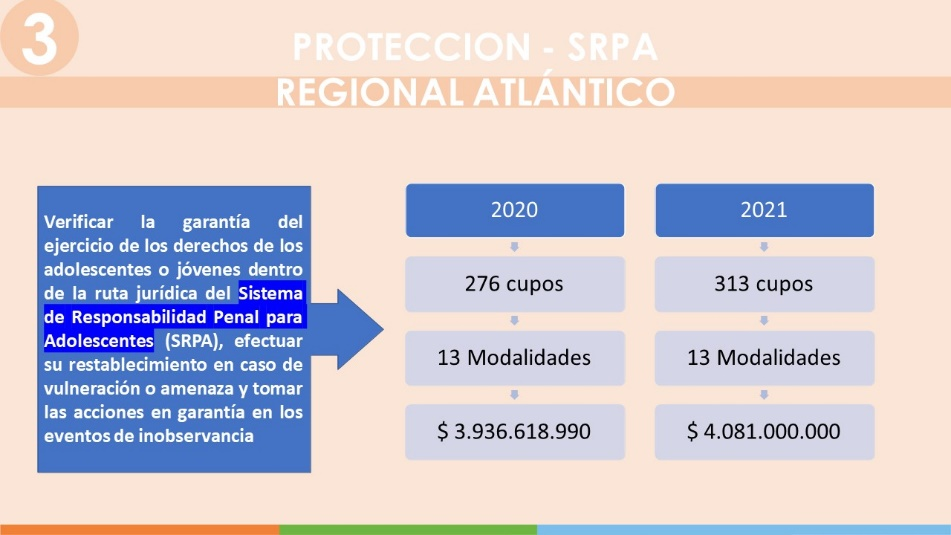 3
PROTECCION - SRPA
REGIONAL ATLÁNTICO
Verificar la garantía del
ejercicio de los derechos de los
adolescentes o jóvenes dentro
de la ruta jurídica del Sistema
de Responsabilidad Penal para
Adolescentes (SRPA), efectuar
su restablecimiento en caso de
vulneración o amenaza y tomar
las acciones en garantía en los
eventos de inobservancia
2020
276 cupos
13 Modalidades
$ 3.936.618.990
2021
313 cupos
13 Modalidades
$ 4.081.000.000